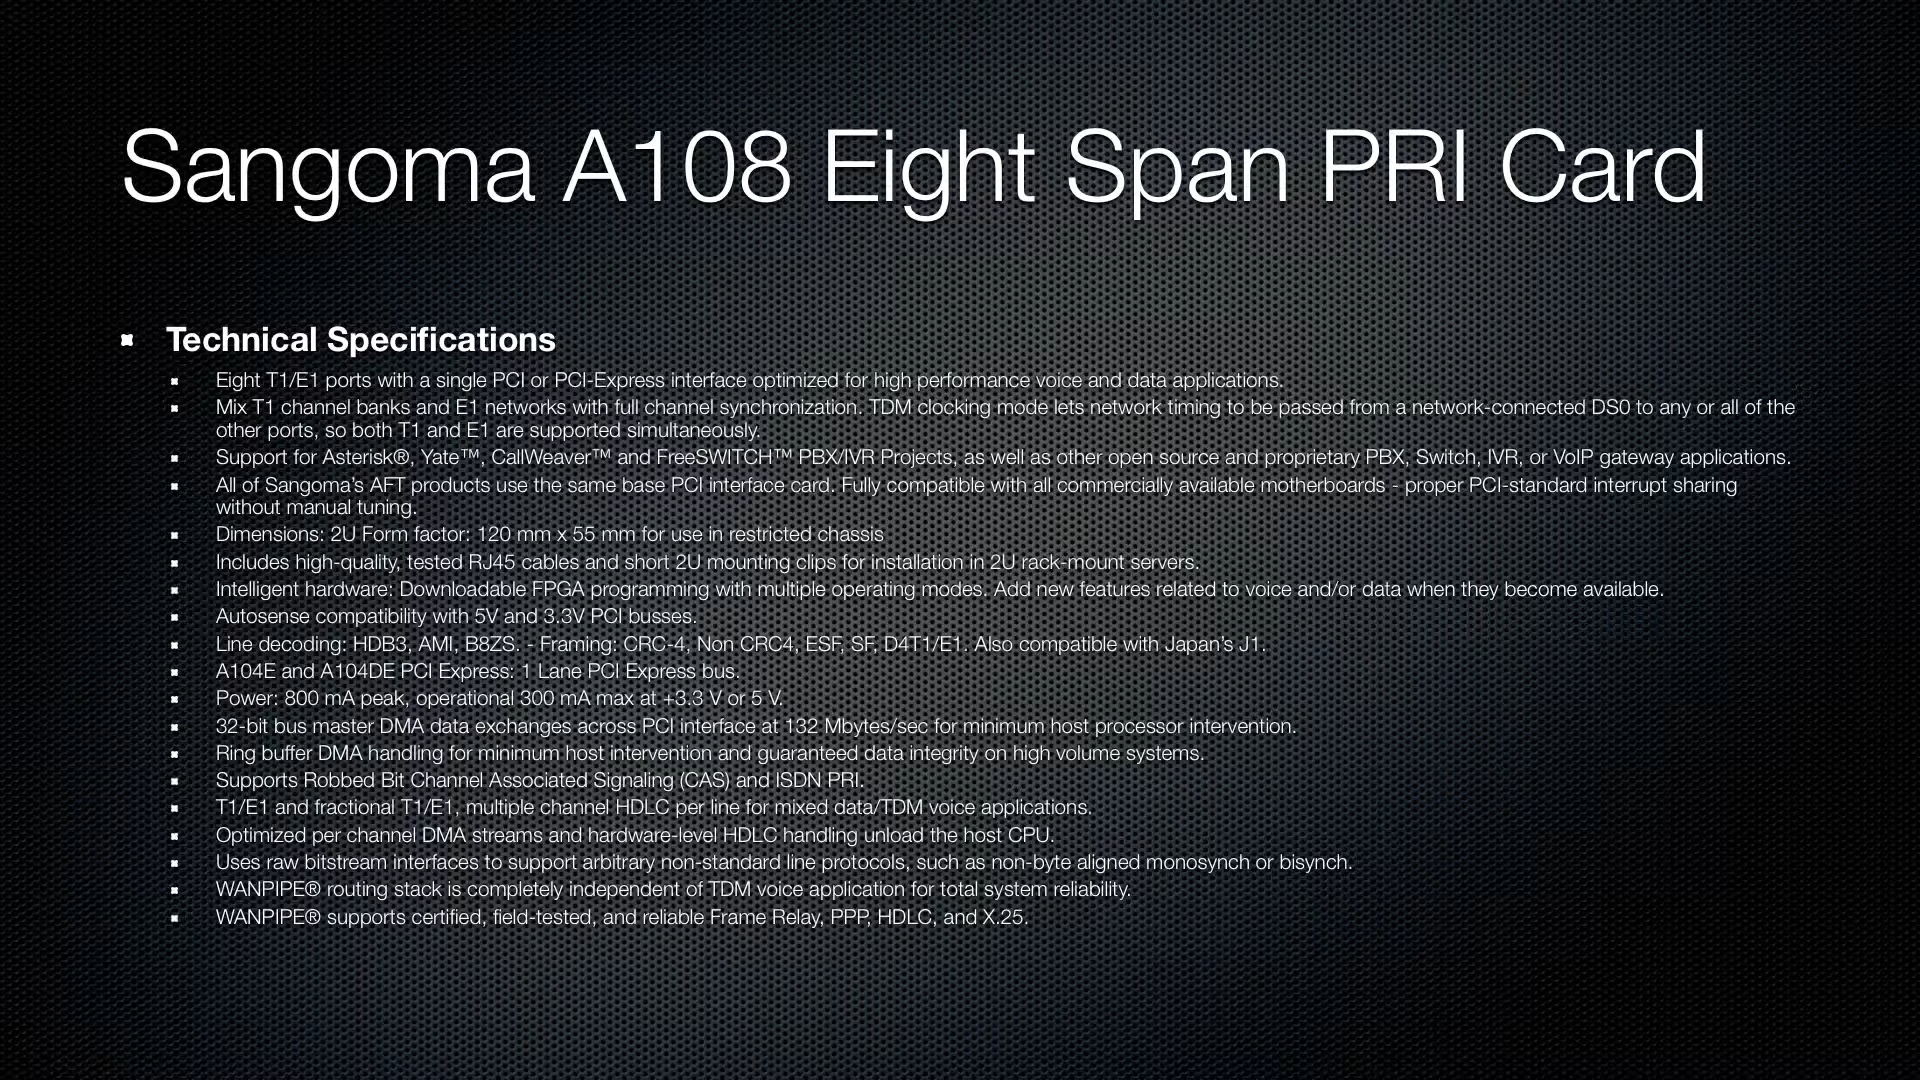 Sangoma A108 Eight Span PRI Card
Technical Specifications
Eight T1/E1 ports with a single PCI or PCI-Express interface optimized for high performance voice and data applications.
Mix T1 channel banks and E1 networks with full channel synchronization. TDM clocking mode lets network timing to be passed from a network-connected DS0 to any or all of the
other ports, so both T1 and E1 are supported simultaneously.
Support for Asterisk®, Yate™, CallWeaver™ and FreeSWITCH™ PBX/IVR Projects, as well as other open source and proprietary PBX, Switch, IVR, or VoIP gateway applications.
All of Sangoma’s AFT products use the same base PCI interface card. Fully compatible with all commercially available motherboards - proper PCI-standard interrupt sharing
without manual tuning.
Dimensions: 2U Form factor: 120 mm x 55 mm for use in restricted chassis
Includes high-quality, tested RJ45 cables and short 2U mounting clips for installation in 2U rack-mount servers.
Intelligent hardware: Downloadable FPGA programming with multiple operating modes. Add new features related to voice and/or data when they become available.
Autosense compatibility with 5V and 3.3V PCI busses.
Line decoding: HDB3, AMI, B8ZS. - Framing: CRC-4, Non CRC4, ESF, SF, D4T1/E1. Also compatible with Japan’s J1.
A104E and A104DE PCI Express: 1 Lane PCI Express bus.
Power: 800 mA peak, operational 300 mA max at +3.3 V or 5 V.
32-bit bus master DMA data exchanges across PCI interface at 132 Mbytes/sec for minimum host processor intervention.
Ring buffer DMA handling for minimum host intervention and guaranteed data integrity on high volume systems.
Supports Robbed Bit Channel Associated Signaling (CAS) and ISDN PRI.
T1/E1 and fractional T1/E1, multiple channel HDLC per line for mixed data/TDM voice applications.
Optimized per channel DMA streams and hardware-level HDLC handling unload the host CPU.
Uses raw bitstream interfaces to support arbitrary non-standard line protocols, such as non-byte aligned monosynch or bisynch.
WANPIPE® routing stack is completely independent of TDM voice application for total system reliability.
WANPIPE® supports certified, field-tested, and reliable Frame Relay, PPP, HDLC, and X.25.